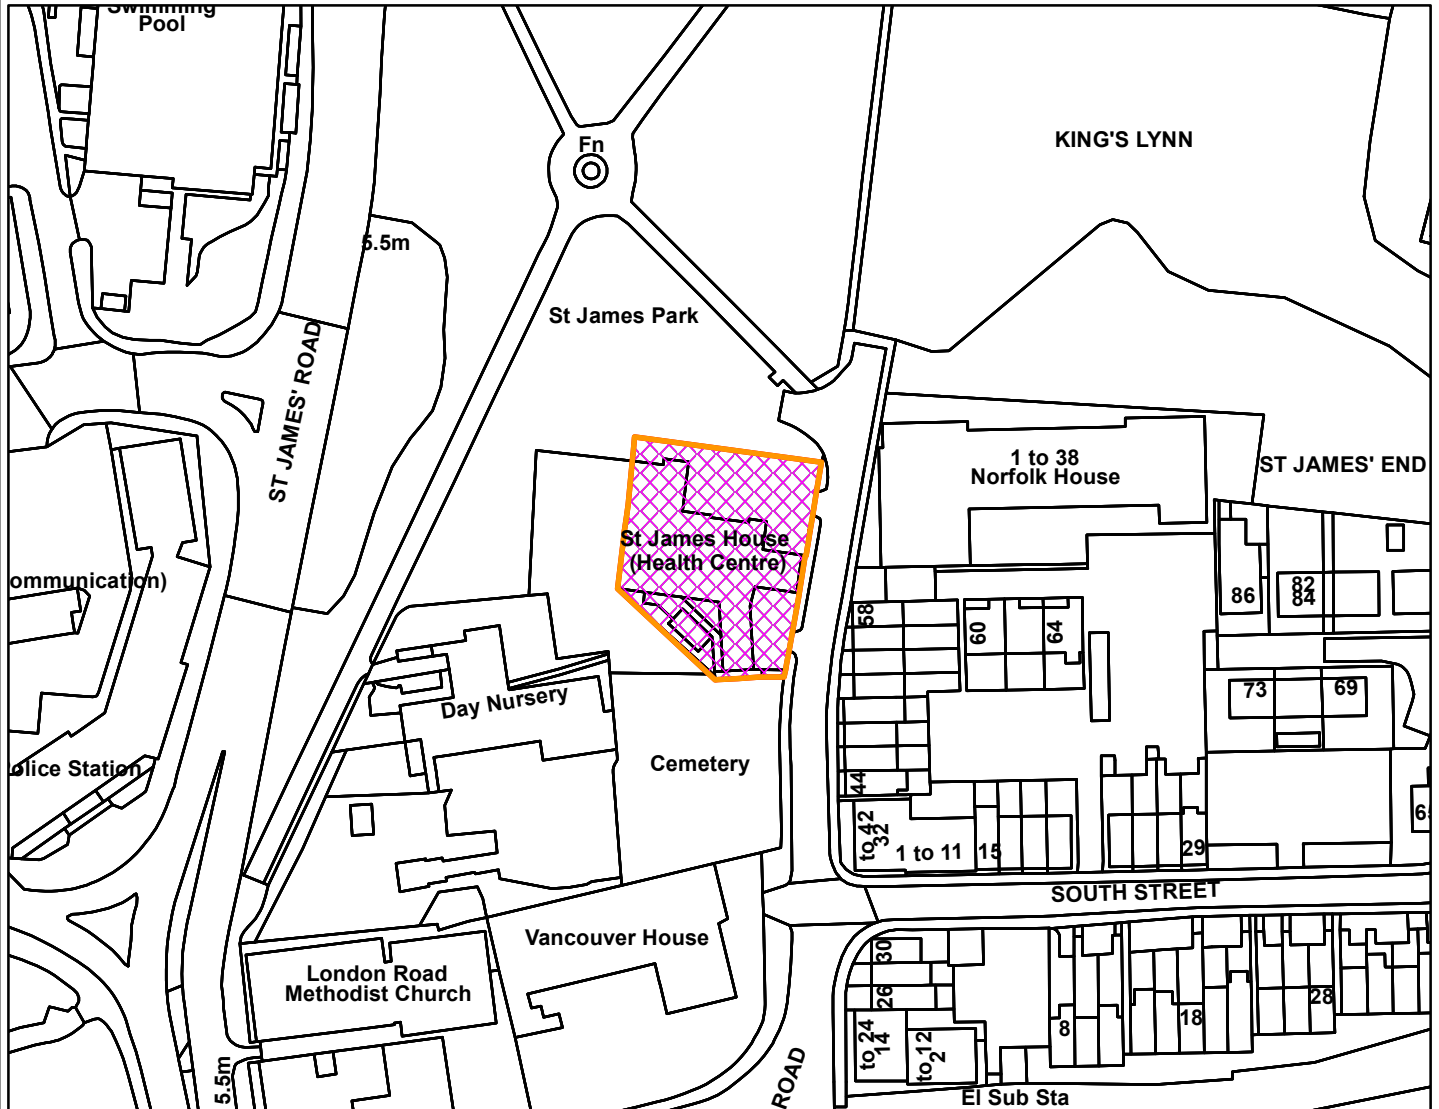 Swimming
Pool
Fn
KING'S LYNN
5.5m
St James Park
ST JAMES' ROAD
1 to 38
Norfolk House
ST JAMES' END
St James House
(Health Centre)
ommunication)
58
60
64
86
82
84
73
69
Day Nursery
olice Station
Cemetery
44
to 42
32
1 to 11
15
29
65
SOUTH STREET
Vancouver House
London Road
Methodist Church
30
26
to 24
14
to 12
2
8
18
28
5.5m
ROAD
El Sub Sta